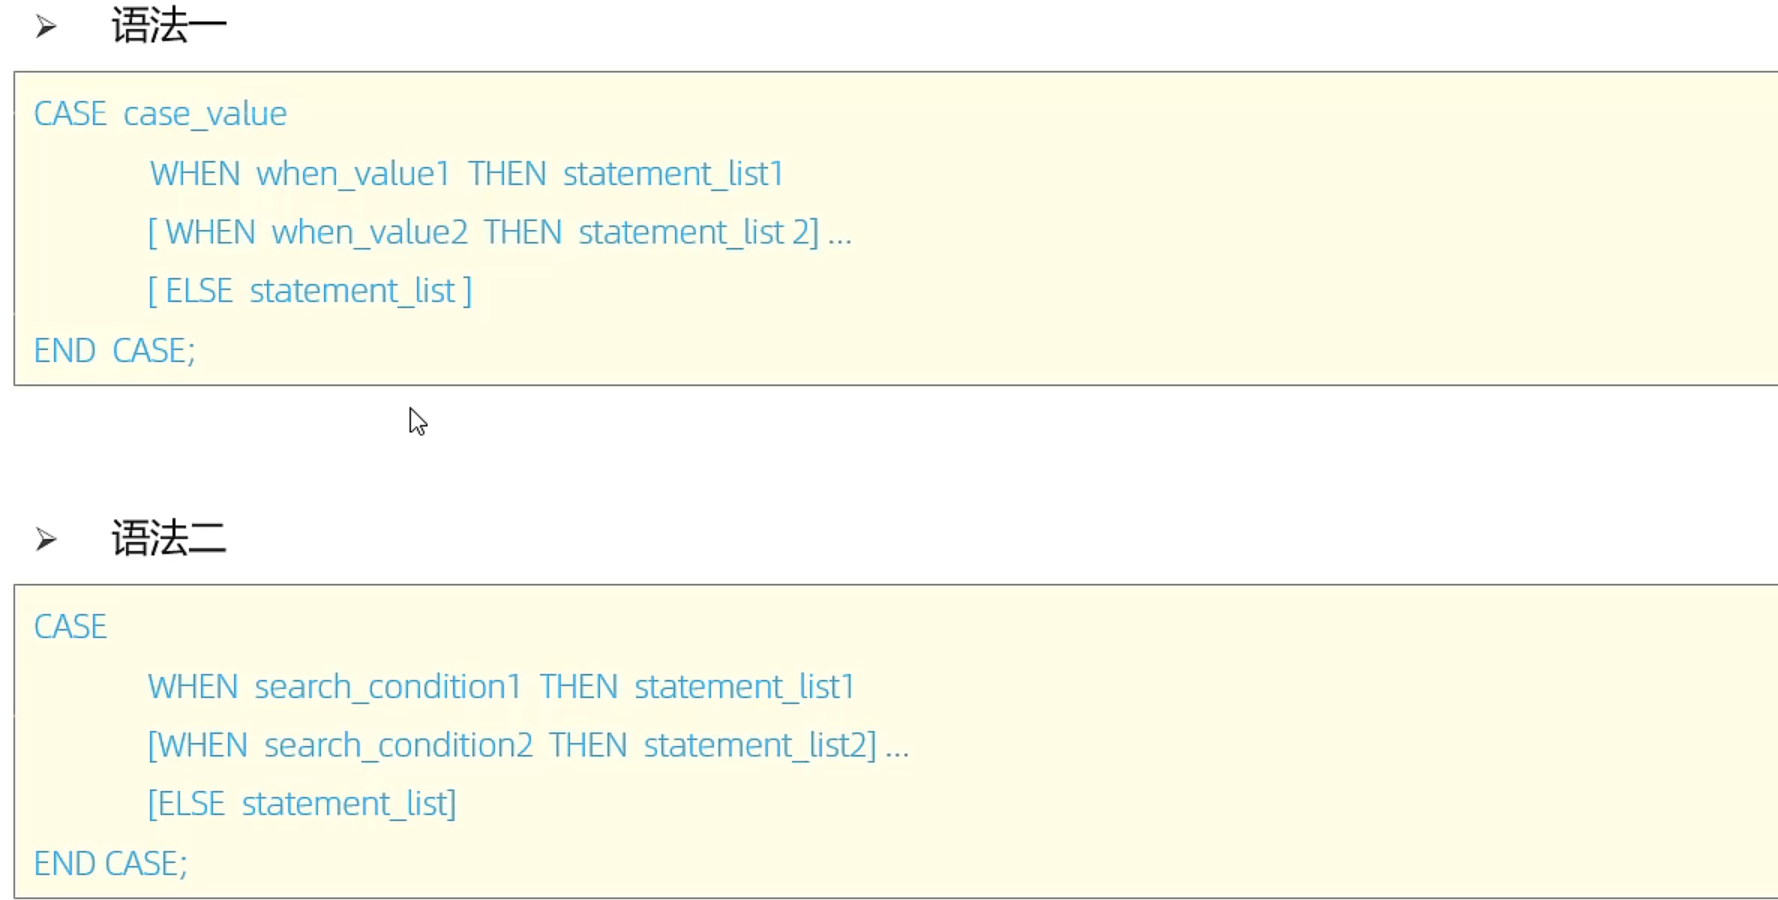 语法一
CASE case_value
WHEN when_value1 THEN statement_list1
[ WHEN when_value2 THEN statement_list 2] ...
[ ELSE statement_list ]
END CASE;
语法二
CASE
WHEN search_condition1 THEN statement_list1
[WHEN search_condition2 THEN statement_list2] ...
[ELSE statement_list]
END CASE;